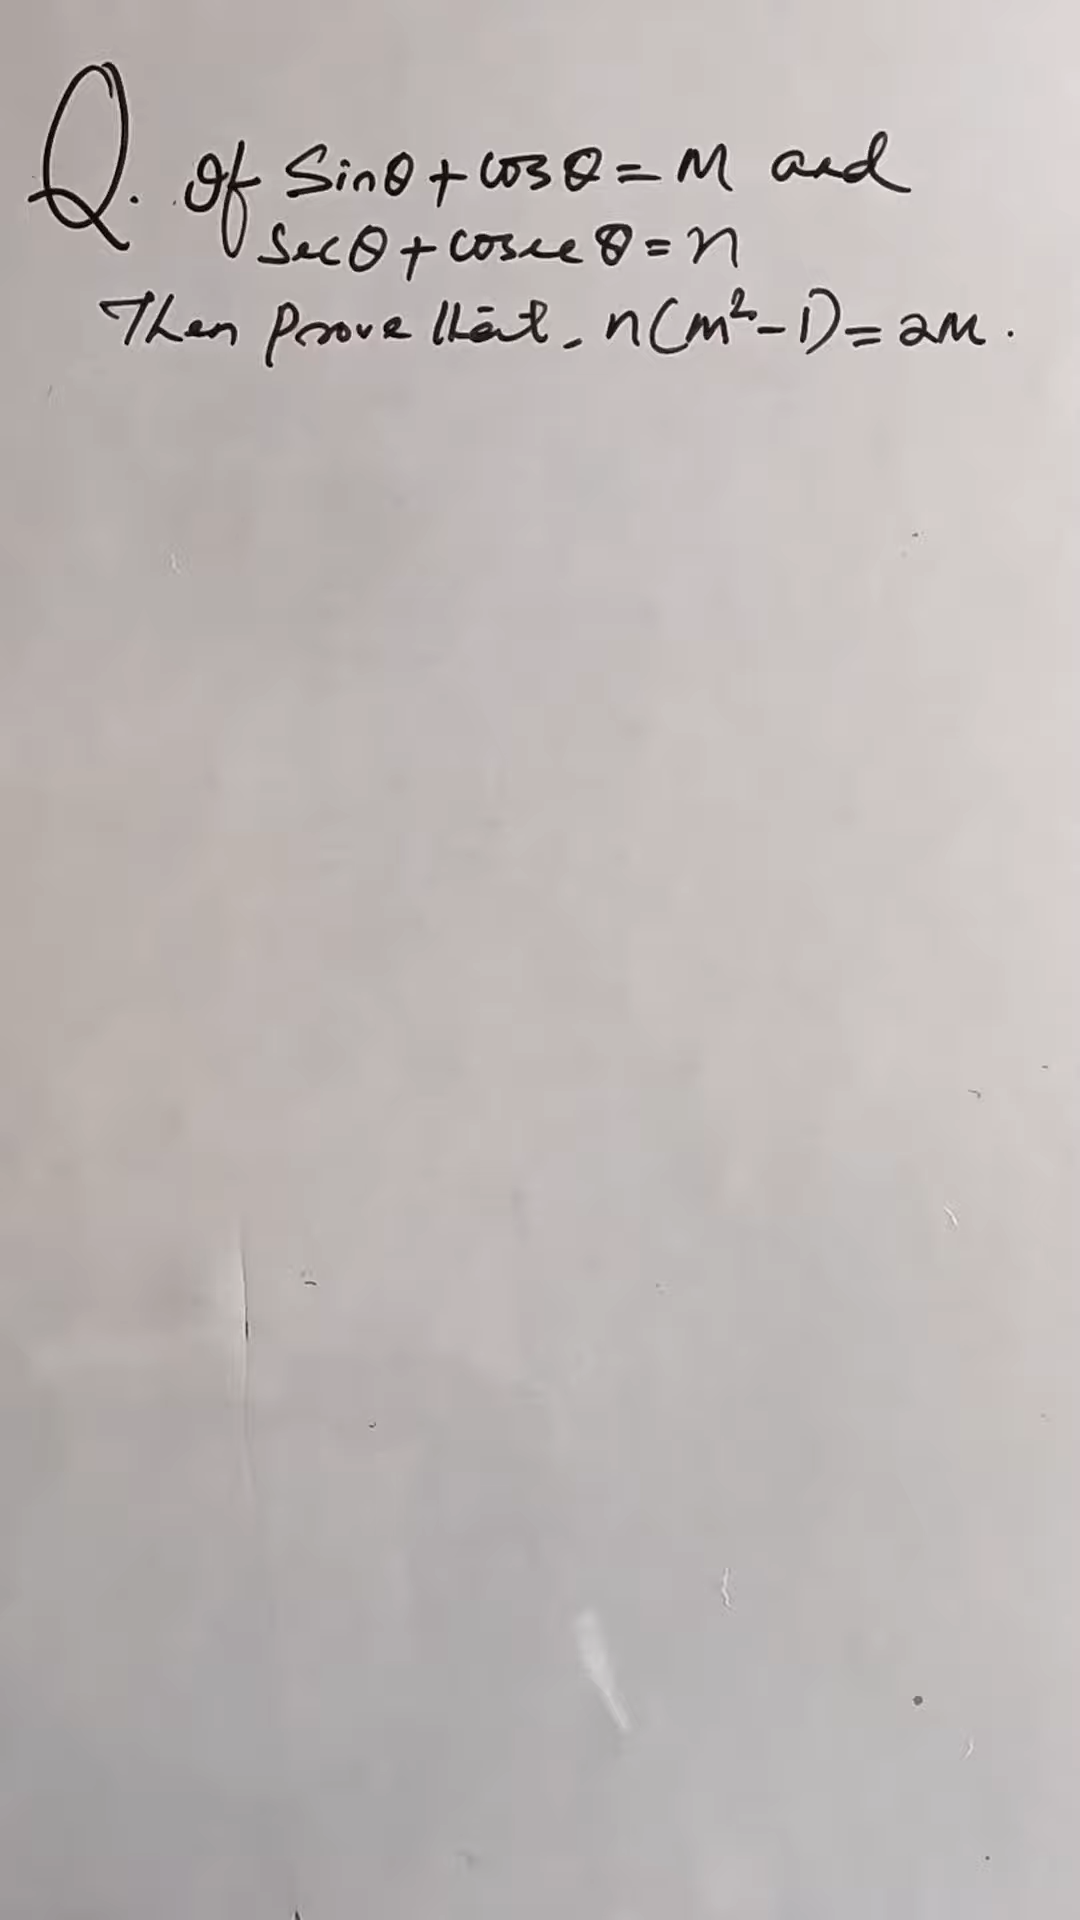 Q. If Sinθ + cosθ = M and
Secθ + cosecθ = n
Then Prove that, n(m²-1) = 2M.